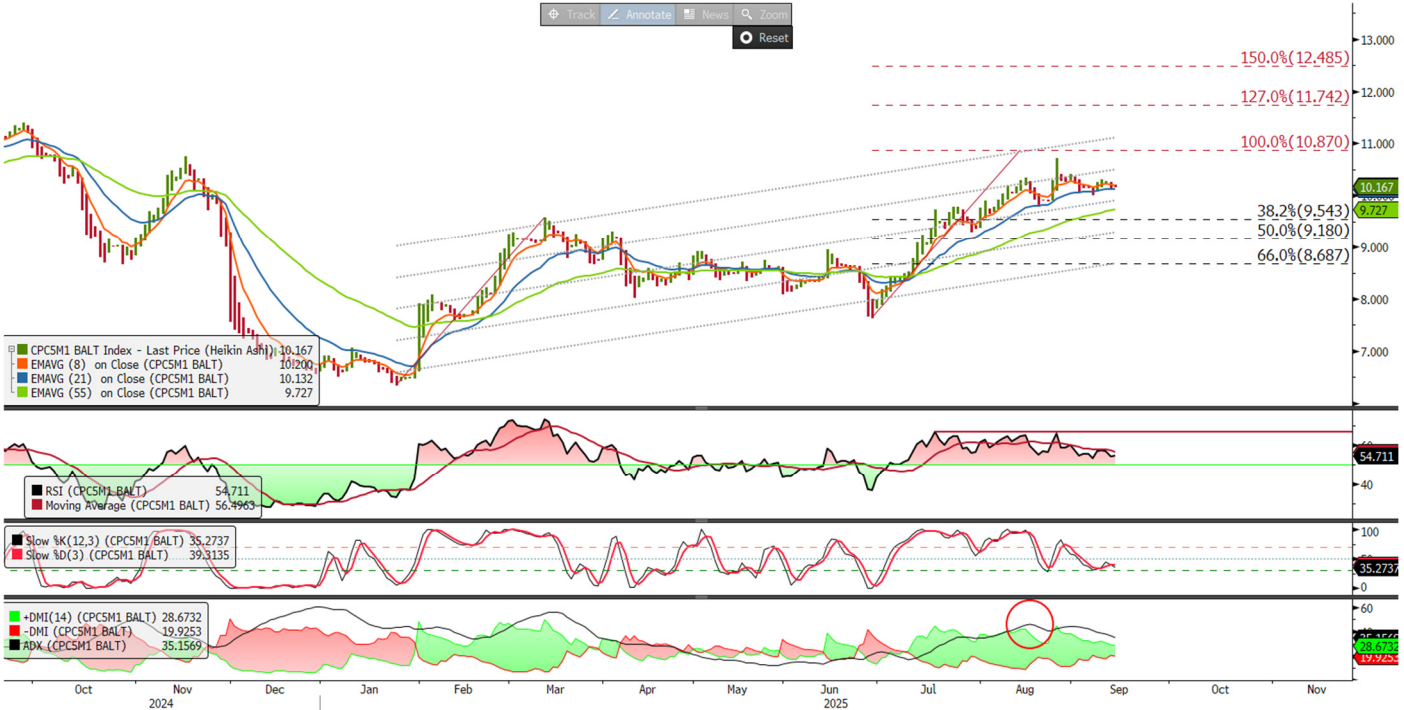 Track Annotate News Zoom
Reset
13.000
150.0%(12.485)
12.000
127.0%(11.742)
11.000
100.0%(10.870)
10.167
9.727
38.2%(9.543)
50.0%(9.180)
9.000
66.0%(8.687)
8.000
7.000
CPC5M1 BALT Index - Last Price (Heikin Ashi) 10.167
EMAVG (8) on Close (CPC5M1 BALT) 10.200
EMAVG (21) on Close (CPC5M1 BALT) 10.132
EMAVG (55) on Close (CPC5M1 BALT) 9.727
54.711
40
RSI (CPC5M1 BALT) 54.711
Moving Average (CPC5M1 BALT) 56.4963
100
35.2737
0
Slow %K(12,3) (CPC5M1 BALT) 35.2737
Slow %D(3) (CPC5M1 BALT) 39.3135
60
28.6732
19.9253
+DMI(14) (CPC5M1 BALT) 28.6732
-DMI (CPC5M1 BALT) 19.9253
ADX (CPC5M1 BALT) 35.1569
Oct Nov Dec Jan Feb Mar Apr May Jun Jul Aug Sep Oct Nov
2024 2025